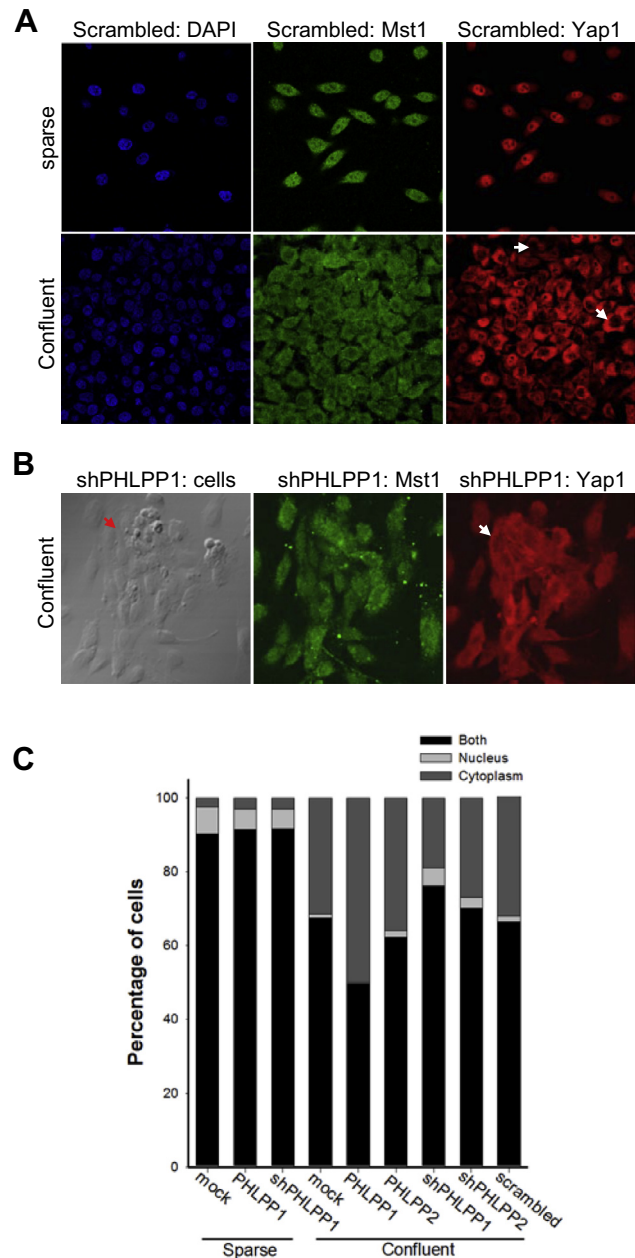 A
Scrambled: DAPI Scrambled: Mst1 Scrambled: Yap1
sparse
Confluent
B
shPHLPP1: cells shPHLPP1: Mst1 shPHLPP1: Yap1
Confluent
C
Both
Nucleus
Cytoplasm
Percentage of cells
100
80
60
40
20
0
mock PHLPP1 shPHLPP1 mock PHLPP1 PHLPP2 shPHLPP1 shPHLPP2 scrambled
Sparse Confluent